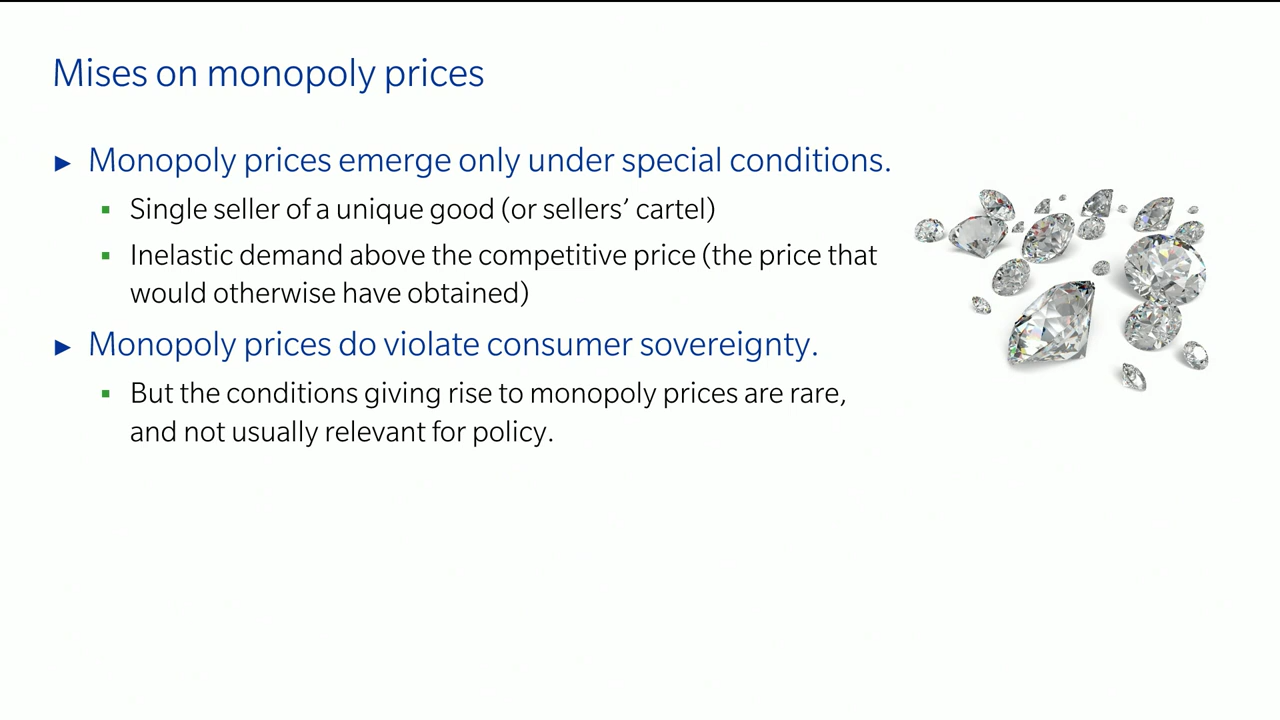 Mises on monopoly prices
► Monopoly prices emerge only under special conditions.
▪ Single seller of a unique good (or sellers’ cartel)
▪ Inelastic demand above the competitive price (the price that
would otherwise have obtained)
► Monopoly prices do violate consumer sovereignty.
▪ But the conditions giving rise to monopoly prices are rare,
and not usually relevant for policy.